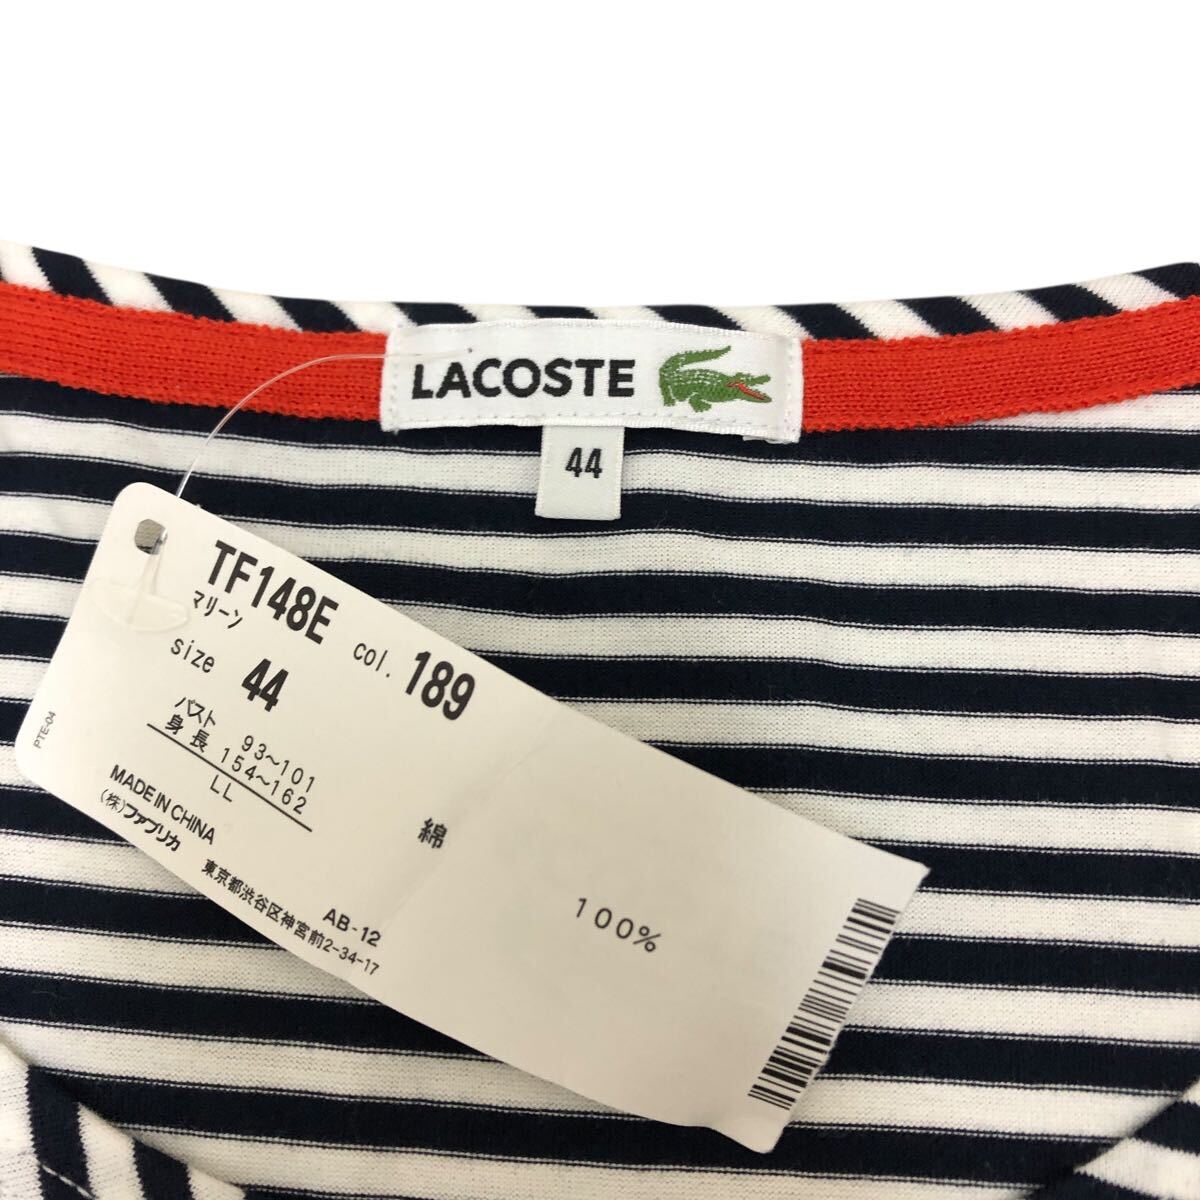 LACOSTE
44
TF148E col. 189
マリーン
size 44
バスト 93~101
身長 154~162
LL
MADE IN CHINA
(株)ファブリカ
AB-12
東京都渋谷区神宮前2-34-17
綿 100%
PTE-04